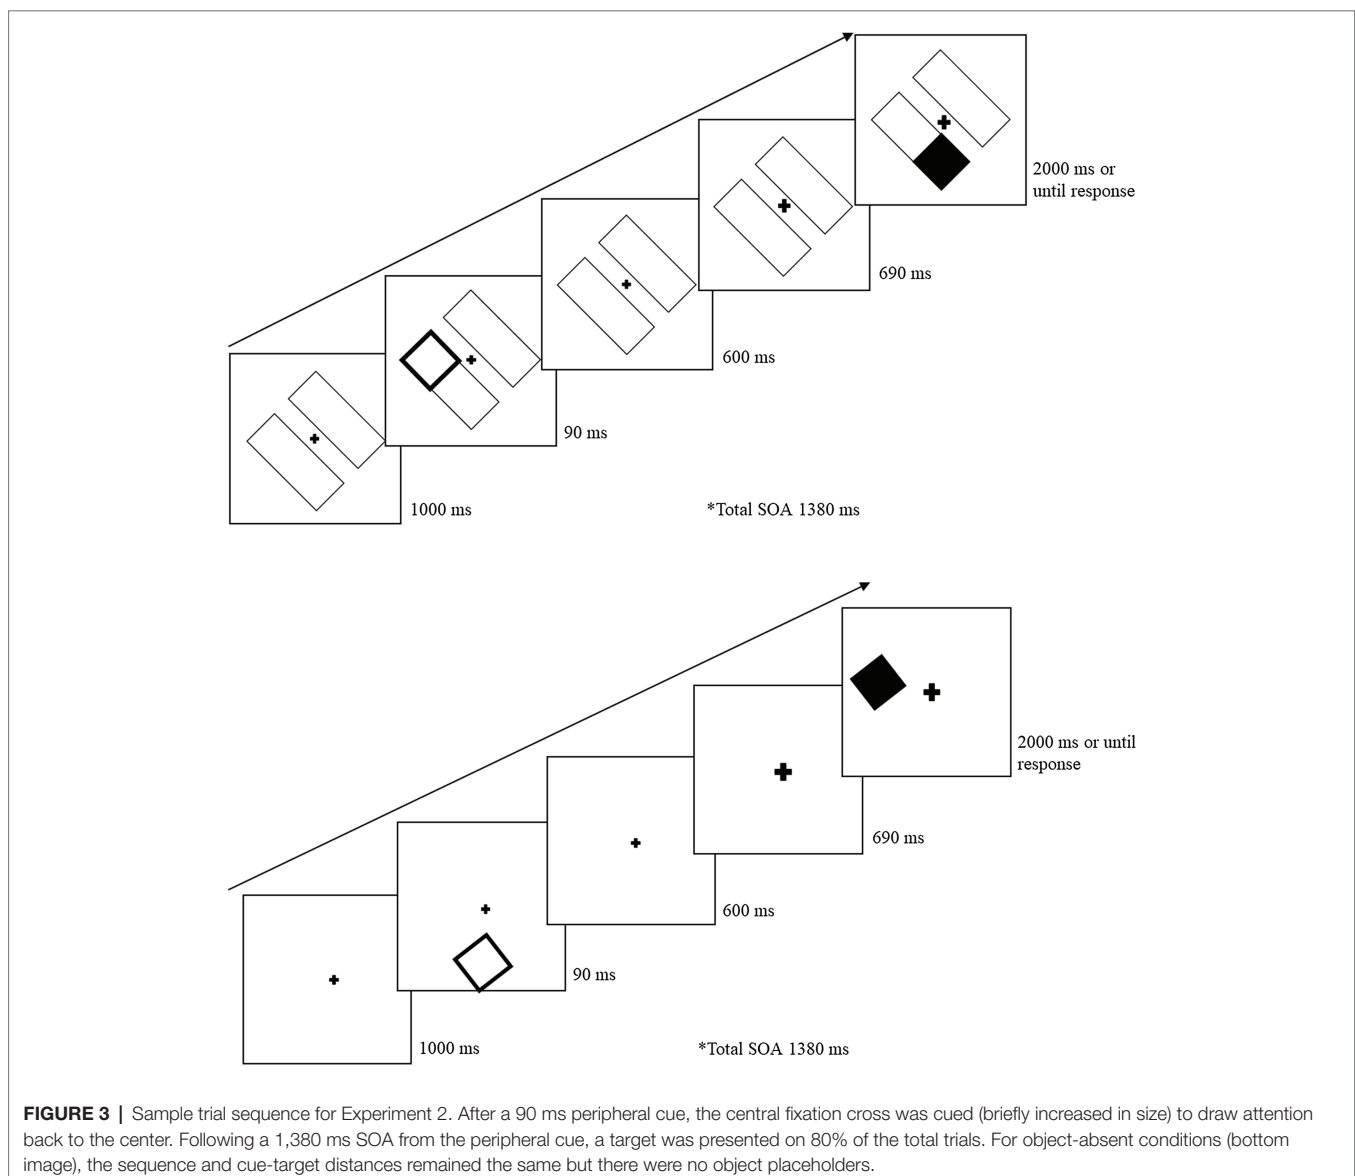 2000 ms or
until response
690 ms
600 ms
90 ms
1000 ms
*Total SOA 1380 ms
2000 ms or until
response
690 ms
600 ms
90 ms
1000 ms
*Total SOA 1380 ms
FIGURE 3 | Sample trial sequence for Experiment 2. After a 90 ms peripheral cue, the central fixation cross was cued (briefly increased in size) to draw attention
back to the center. Following a 1,380 ms SOA from the peripheral cue, a target was presented on 80% of the total trials. For object-absent conditions (bottom
image), the sequence and cue-target distances remained the same but there were no object placeholders.